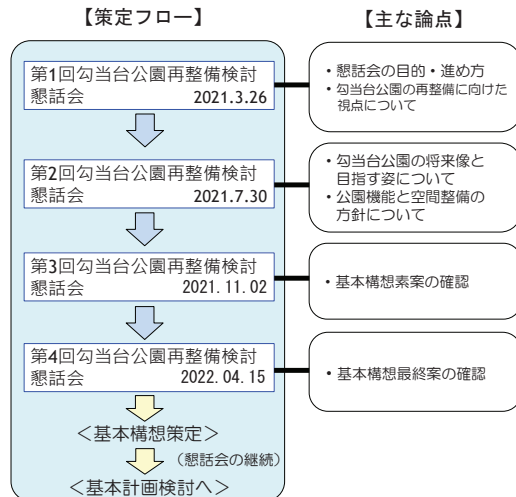 【策定フロー】
【主な論点】
第1回勾当台公園再整備検討
懇話会 2021.3.26
・懇話会の目的・進め方
・勾当台公園の再整備に向けた
視点について
第2回勾当台公園再整備検討
懇話会 2021.7.30
・勾当台公園の将来像と
目指す姿について
・公園機能と空間整備の
方針について
第3回勾当台公園再整備検討
懇話会 2021.11.02
・基本構想素案の確認
第4回勾当台公園再整備検討
懇話会 2022.04.15
・基本構想最終案の確認
＜基本構想策定＞
（懇話会の継続）
＜基本計画検討へ＞